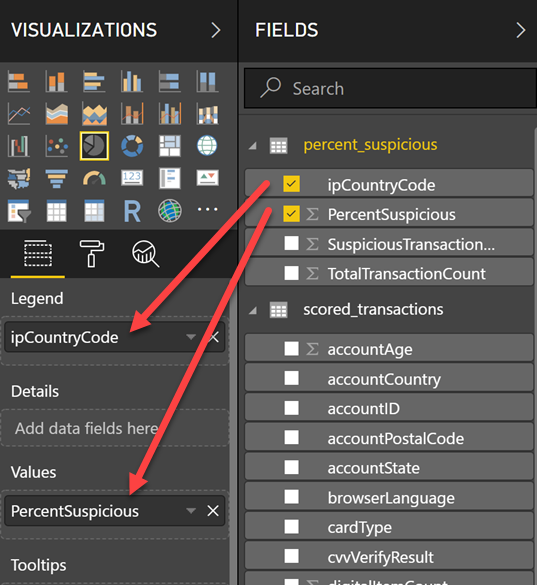 VISUALIZATIONS
R
Legend
ipCountryCode
Details
Add data fields here
Values
PercentSuspicious
Tooltips
FIELDS
Search
percent_suspicious
ipCountryCode
PercentSuspicious
SuspiciousTransaction...
TotalTransactionCount
scored_transactions
accountAge
accountCountry
accountID
accountPostalCode
accountState
browserLanguage
cardType
cvvVerifyResult
digitalItemCount